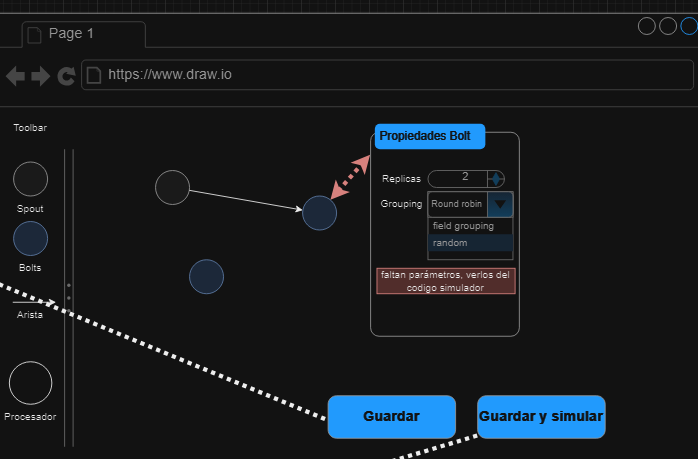 Page 1
https://www.draw.io
Toolbar
Propiedades Bolt
Replicas
2
Spout
Grouping
Round robin
field grouping
random
Bolts
faltan parámetros, verlos del
codigo simulador
Arista
Procesador
Guardar
Guardar y simular